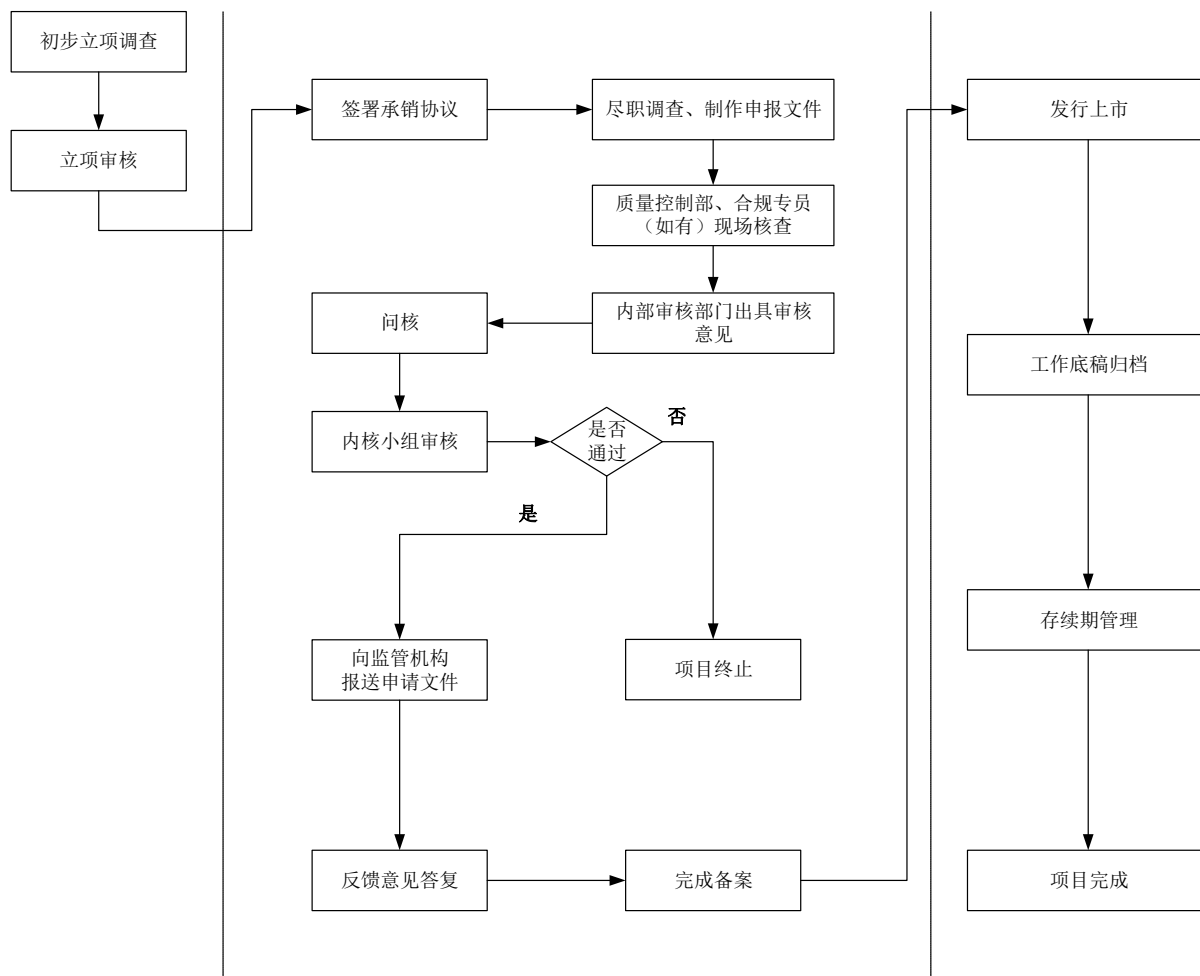 初步立项调查
立项审核
签署承销协议
尽职调查、制作申报文件
质量控制部、合规专员
（如有）现场核查
内部审核部门出具审核
意见
问核
内核小组审核
是否
通过
否
是
向监管机构
报送申请文件
项目终止
反馈意见答复
完成备案
发行上市
工作底稿归档
存续期管理
项目完成